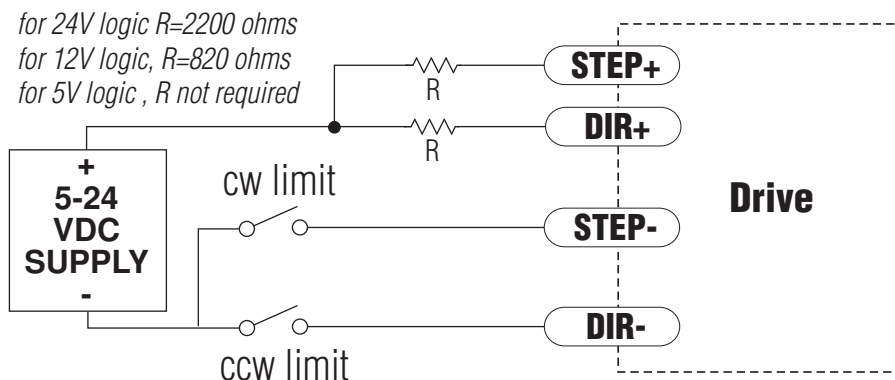 for 24V logic R=2200 ohms
for 12V logic, R=820 ohms
for 5V logic , R not required
STEP+
R
DIR+
R
+
5-24
VDC
SUPPLY
-
cw limit
STEP-
Drive
DIR-
ccw limit